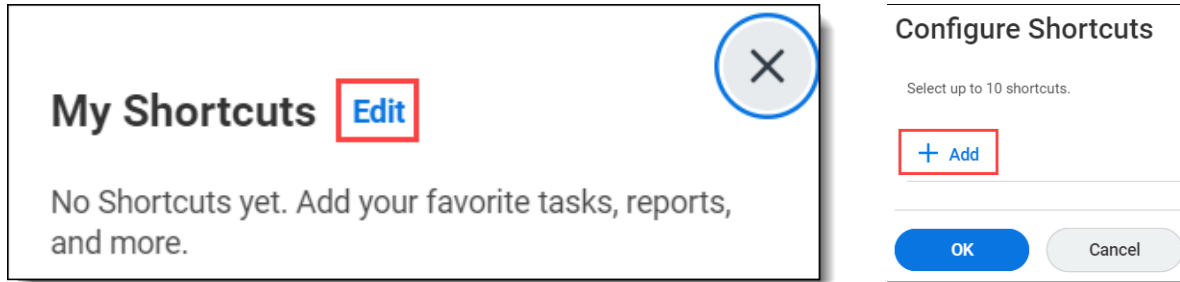 My Shortcuts Edit
No Shortcuts yet. Add your favorite tasks, reports,
and more.
Configure Shortcuts
Select up to 10 shortcuts.
+ Add
OK Cancel